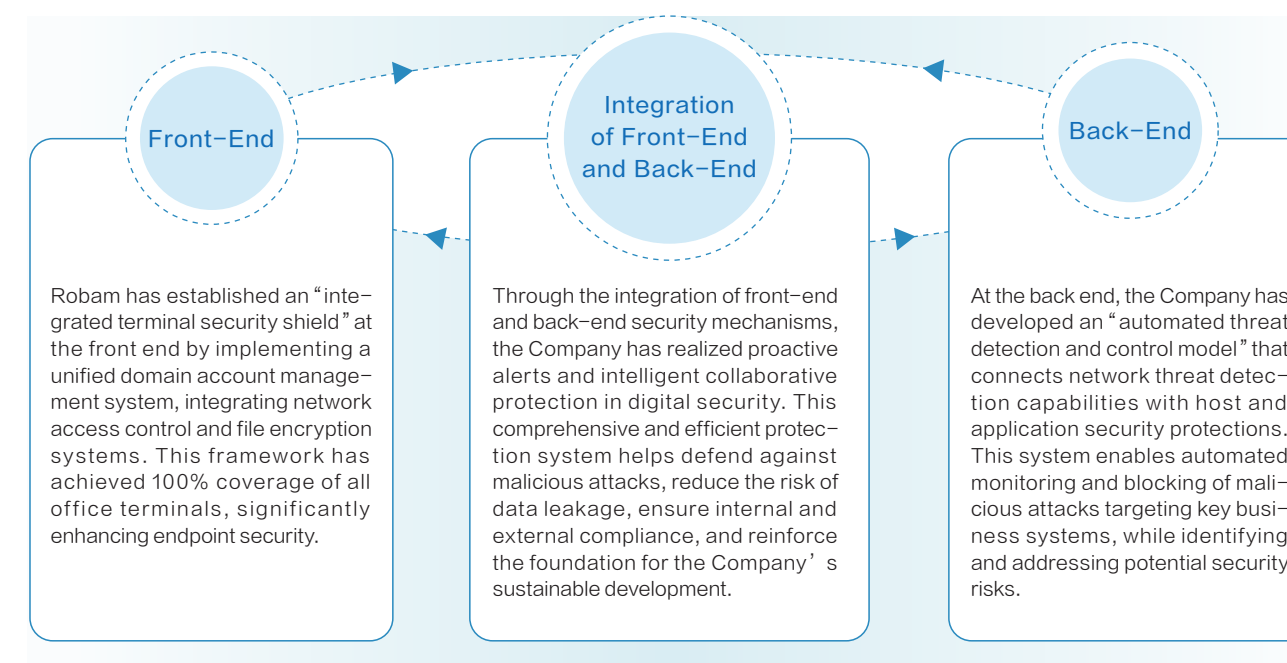 Front-End
Integration
of Front-End
and Back-End
Back-End
Robam has established an “inte-
grated terminal security shield” at
the front end by implementing a
unified domain account manage-
ment system, integrating network
access control and file encryption
systems. This framework has
achieved 100% coverage of all
office terminals, significantly
enhancing endpoint security.
Through the integration of front-end
and back-end security mechanisms,
the Company has realized proactive
alerts and intelligent collaborative
protection in digital security. This
comprehensive and efficient protec-
tion system helps defend against
malicious attacks, reduce the risk of
data leakage, ensure internal and
external compliance, and reinforce
the foundation for the Company’s
sustainable development.
At the back end, the Company has
developed an “automated threat
detection and control model” that
connects network threat detec-
tion capabilities with host and
application security protections.
This system enables automated
monitoring and blocking of mali-
cious attacks targeting key busi-
ness systems, while identifying
and addressing potential security
risks.